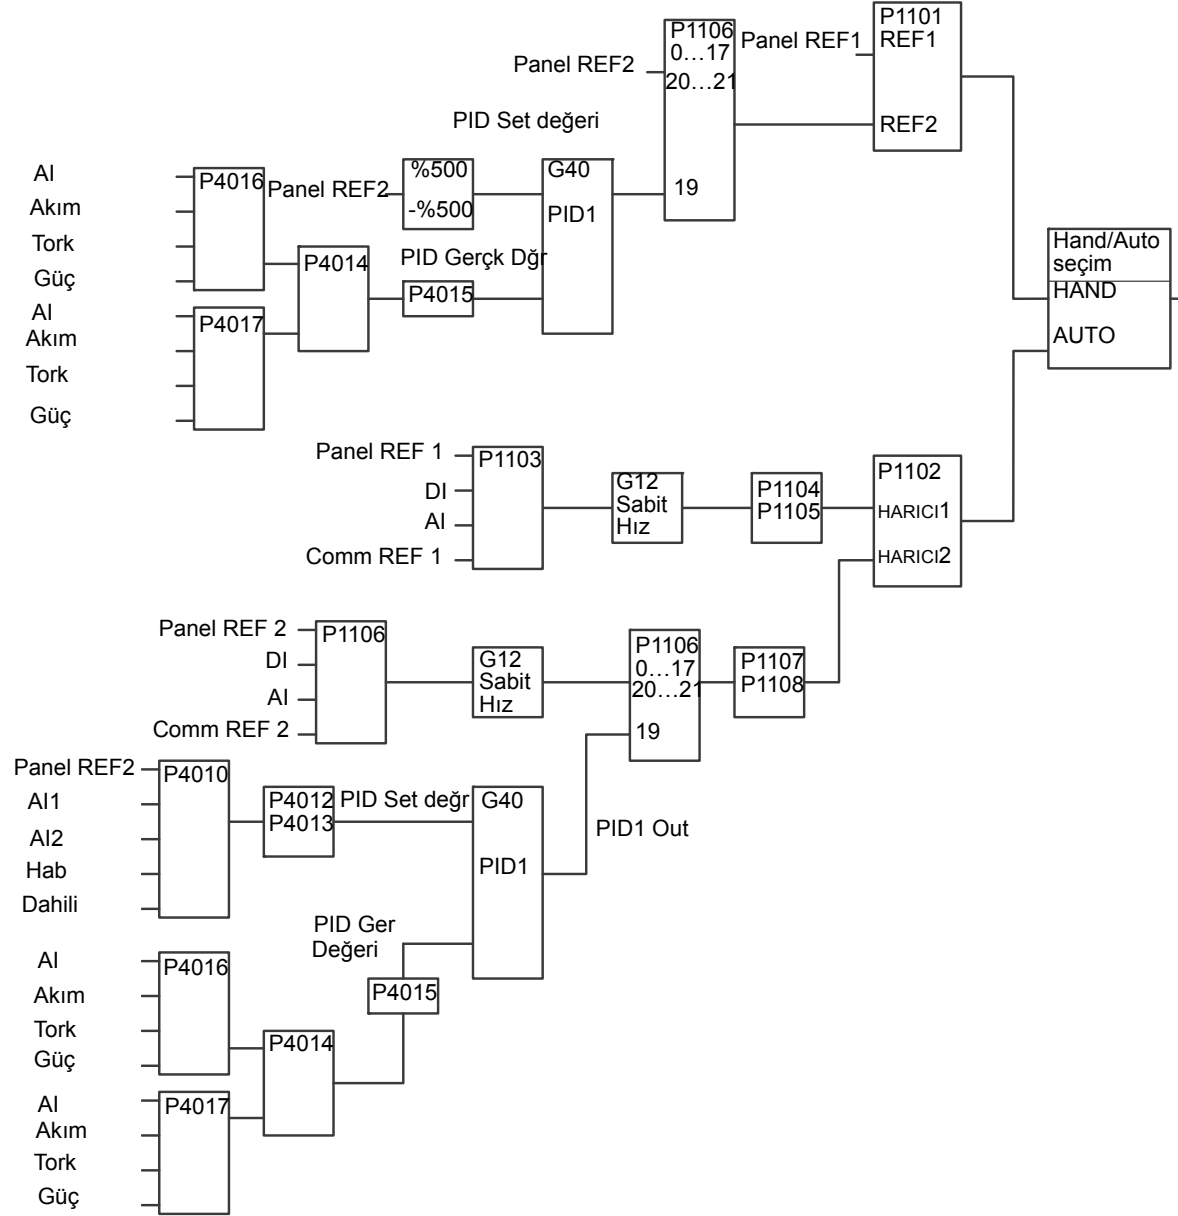 P1101
REF1
REF2
Panel REF1
P1106
0...17
20...21
19
Panel REF2
PID Set değeri
AI
Akım
Tork
Güç
P4016
Panel REF2
%500
-%500
G40
PID1
PID Gerçk Dğr
P4014
P4015
AI
Akım
Tork
Güç
P4017
Hand/Auto
seçim
HAND
AUTO
Panel REF 1
DI
AI
Comm REF 1
P1103
G12
Sabit
Hız
P1104
P1105
P1102
HARICI1
HARICI2
Panel REF 2
DI
AI
Comm REF 2
P1106
G12
Sabit
Hız
P1106
0...17
20...21
19
P1107
P1108
Panel REF2
AI1
AI2
Hab
Dahili
P4010
P4012
P4013
PID Set değr
G40
PID1
PID1 Out
PID Ger
Değeri
P4015
AI
Akım
Tork
Güç
P4016
P4014
AI
Akım
Tork
Güç
P4017